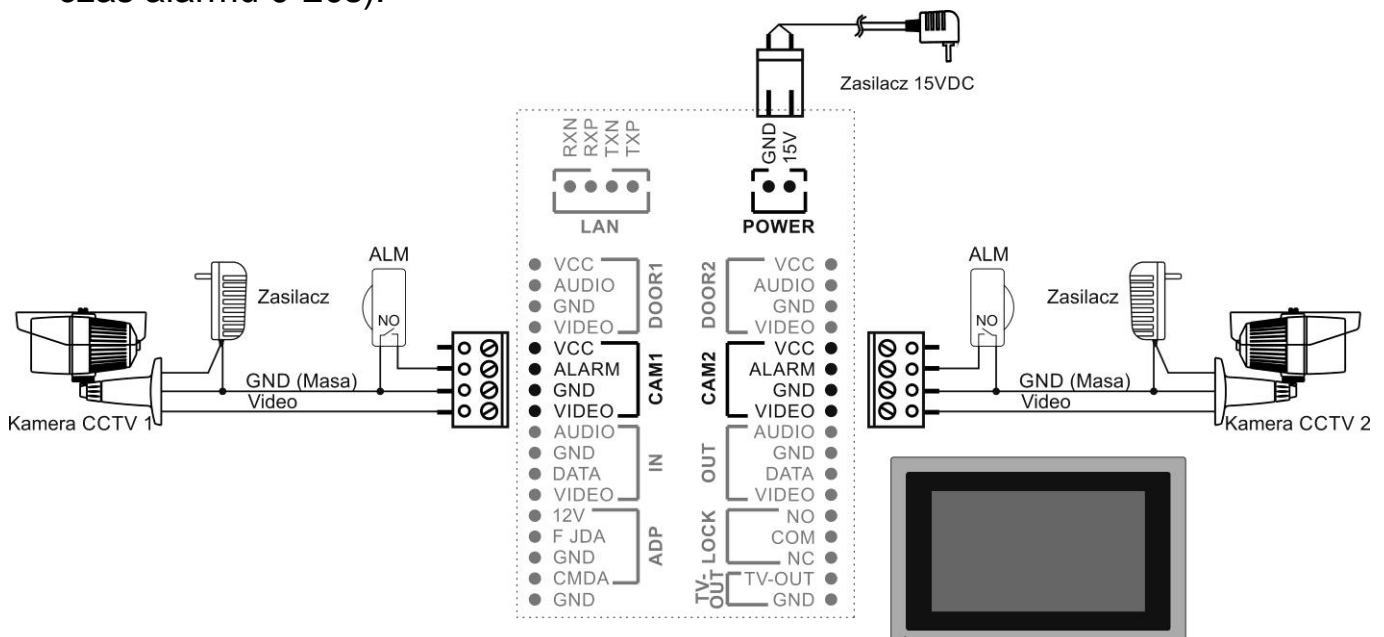 czas alarmu
Zasilacz 15VDC
RXN
RXP
TXN
TXP
LAN
GND
15V
POWER
ALM
NO
Zasilacz
GND (Masa)
Video
Kamera CCTV 1
VCC
AUDIO
GND
VIDEO
DOOR1
VCC
ALARM
GND
VIDEO
CAM1
AUDIO
GND
DATA
VIDEO
IN
12V
F JDA
GND
CMDA
ADP
GND
DOOR2
VCC
AUDIO
GND
VIDEO
CAM2
VCC
ALARM
GND
VIDEO
OUT
AUDIO
GND
DATA
VIDEO
LOCK
NO
COM
NC
TV-
OUT
TV-OUT
GND
ALM
NO
Zasilacz
GND (Masa)
Video
Kamera CCTV 2